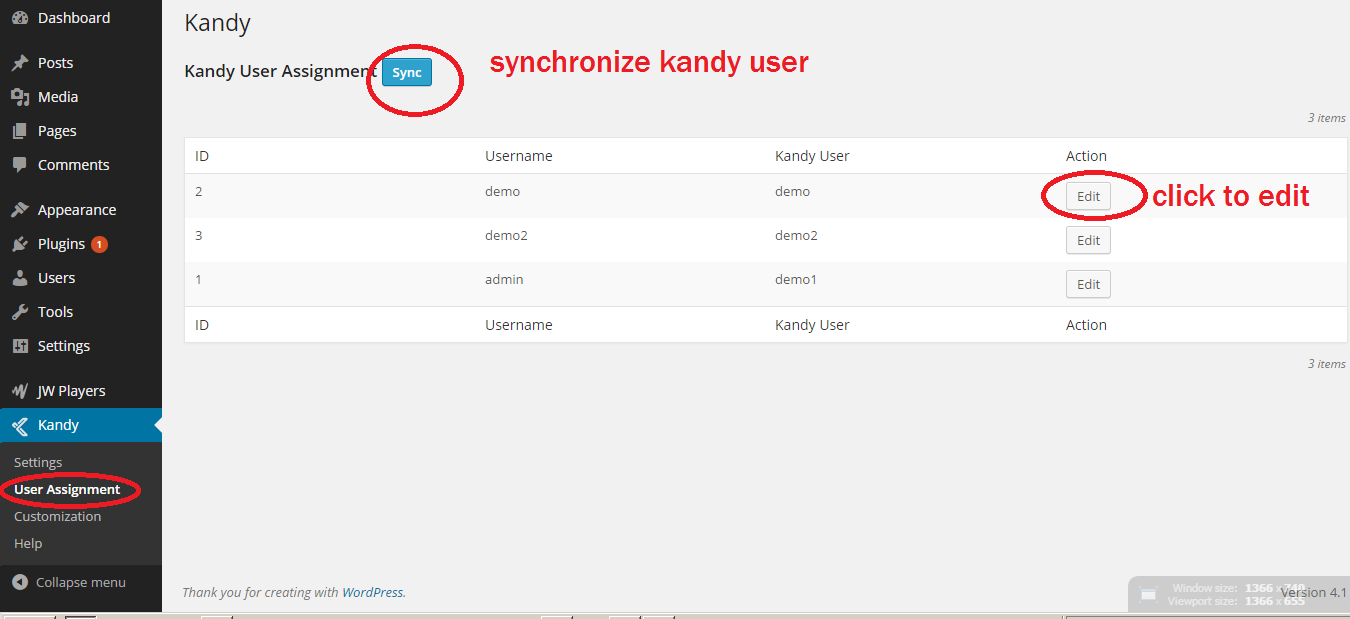 Dashboard
Posts
Media
Pages
Comments
Appearance
Plugins 1
Users
Tools
Settings
JW Players
Kandy
Settings
User Assignment
Customization
Help
Collapse menu
Kandy
Kandy User Assignment Sync
synchronize kandy user
3 items
ID Username Kandy User Action
2 demo demo Edit
click to edit
3 demo2 demo2 Edit
1 admin demo1 Edit
ID Username Kandy User Action
3 items
Thank you for creating with WordPress.
Window size: 1366 x 740
Version 4.1
Viewport size: 1366 x 655